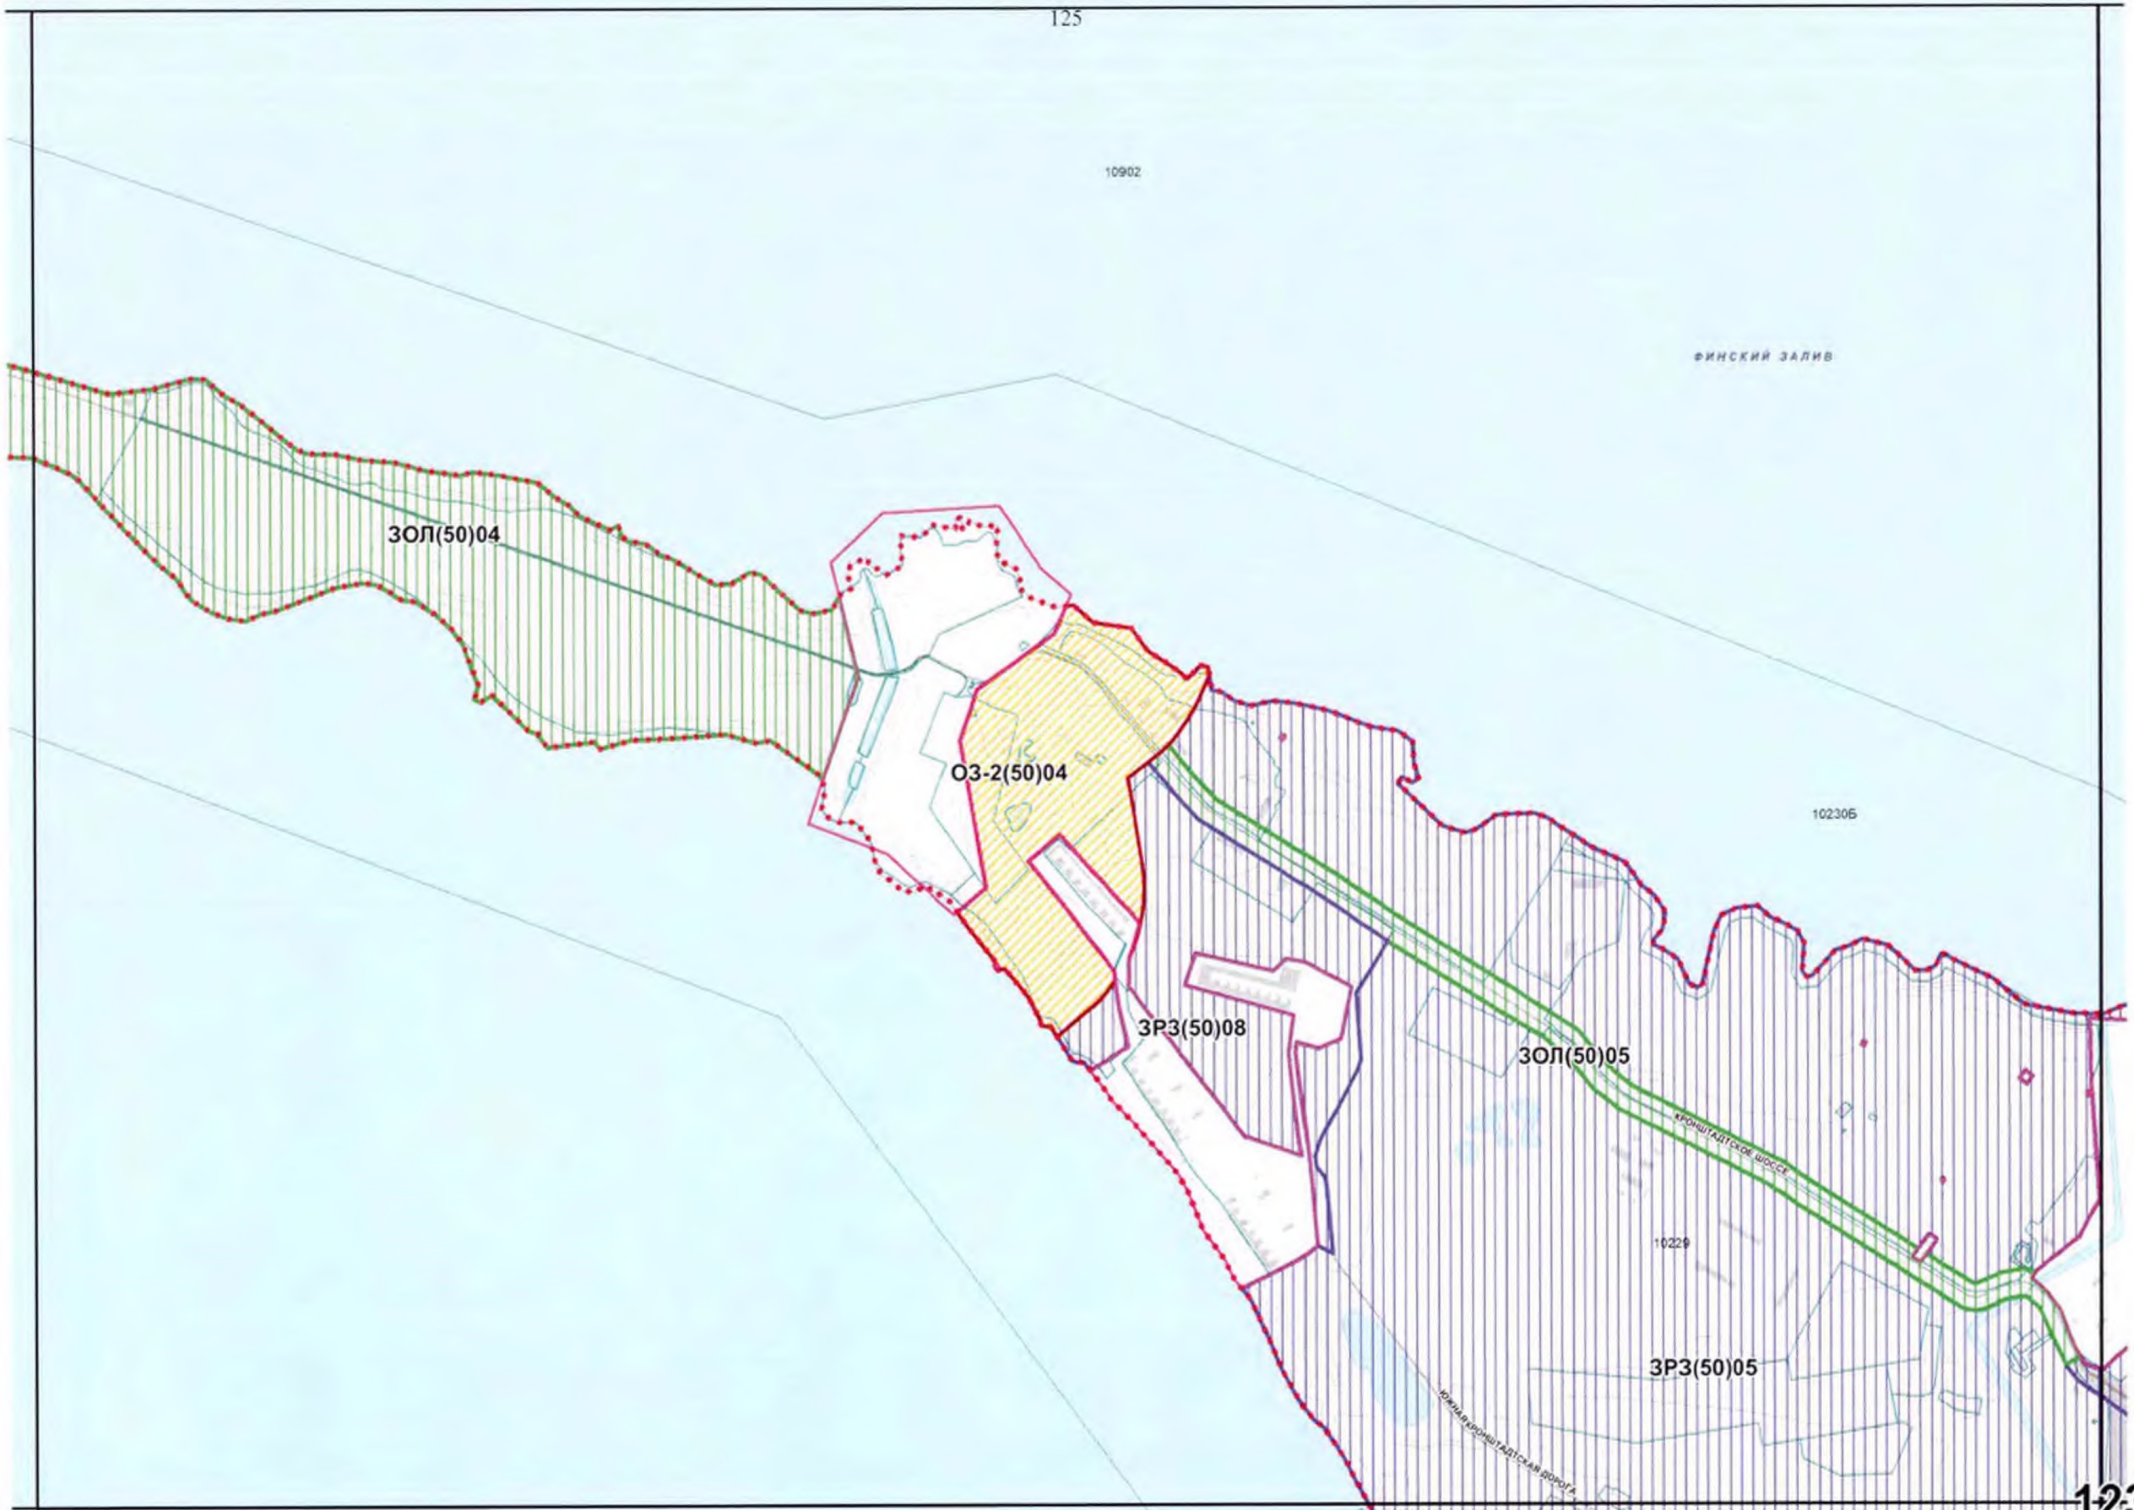 125
10902
ФИНСКИЙ ЗАЛИВ
ЗОЛ(50)04
ОЗ-2(50)04
10230Б
ЗРЗ(50)08
ЗОЛ(50)05
КРОНШТАДТСКОЕ ШОССЕ
10229
ЗРЗ(50)05
ЮЖНАЯ КРОНШТАДТСКАЯ ДОРОГА